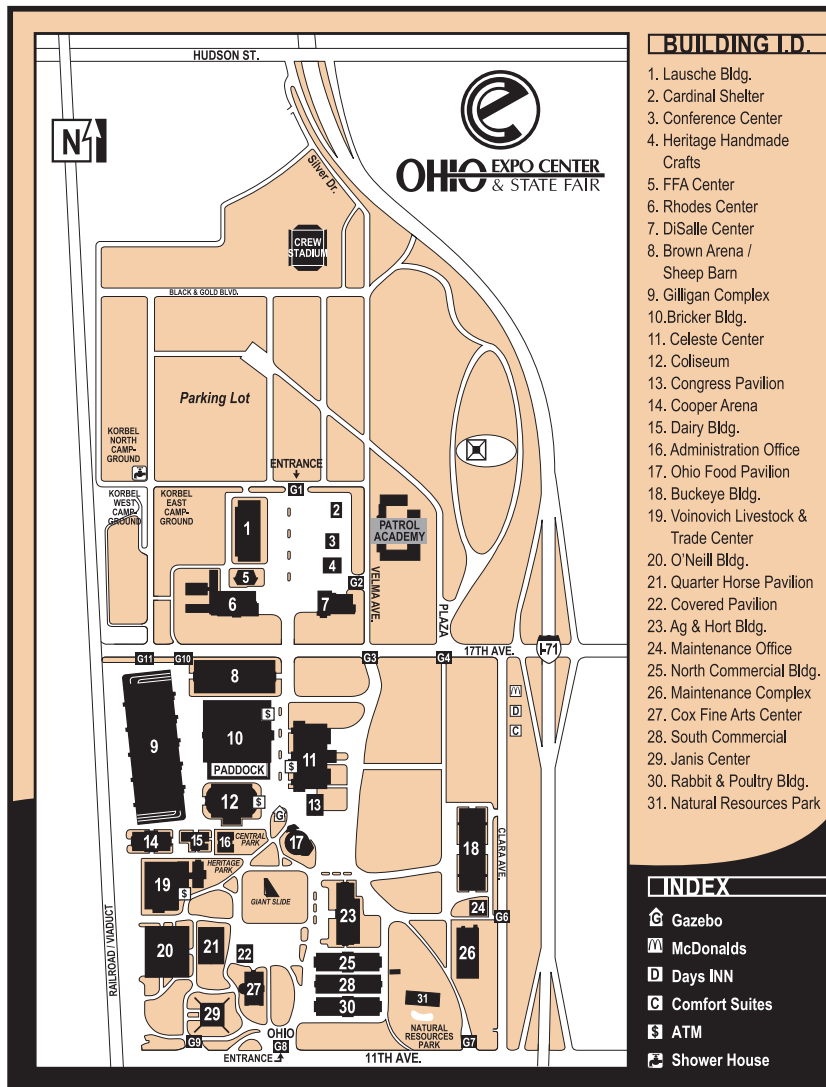 HUDSON ST.
N
e
OHIO EXPO CENTER
& STATE FAIR
Silver Dr.
CREW
STADIUM
BLACK & GOLD BLVD.
Parking Lot
KORBEL
NORTH
CAMP-
GROUND
ENTRANCE
G1
KORBEL
WEST
CAMP-
GROUND
KORBEL
EAST
CAMP-
GROUND
1
2
3
4
5
6
7
PATROL
ACADEMY
G2
VELMA AVE.
PLAZA
17TH AVE.
I-71
G11
G10
G3
G4
8
9
10
$
PADDOCK
11
$
12
$
13
M
D
C
G
14
15
16
CENTRAL
PARK
17
18
CLARA AVE.
HERITAGE
PARK
19
$
GIANT SLIDE
23
24
G6
20
21
22
25
26
27
28
29
30
31
RAILROAD / VIADUCT
NATURAL
RESOURCES
PARK
OHIO
G9
G8
G7
ENTRANCE
11TH AVE.
BUILDING I.D.
1. Lausche Bldg.
2. Cardinal Shelter
3. Conference Center
4. Heritage Handmade
Crafts
5. FFA Center
6. Rhodes Center
7. DiSalle Center
8. Brown Arena /
Sheep Barn
9. Gilligan Complex
10.Bricker Bldg.
11. Celeste Center
12. Coliseum
13. Congress Pavilion
14. Cooper Arena
15. Dairy Bldg.
16. Administration Office
17. Ohio Food Pavilion
18. Buckeye Bldg.
19. Voinovich Livestock &
Trade Center
20. O'Neill Bldg.
21. Quarter Horse Pavilion
22. Covered Pavilion
23. Ag & Hort Bldg.
24. Maintenance Office
25. North Commercial Bldg.
26. Maintenance Complex
27. Cox Fine Arts Center
28. South Commercial
29. Janis Center
30. Rabbit & Poultry Bldg.
31. Natural Resources Park
INDEX
G Gazebo
M McDonalds
D Days INN
C Comfort Suites
$ ATM
Shower House